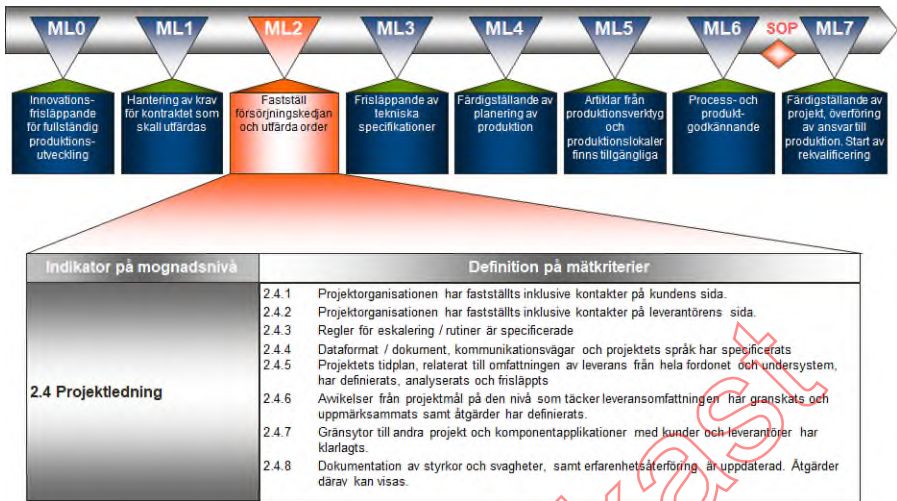 ML0 ML1 ML2 ML3 ML4 ML5 ML6 SOP ML7
Innovations-
frisläppande
för fullständig
produktions-
utveckling
Hantering av krav
för kontraktet som
skall utfärdas
Fastställ
försörjningskedjan
och utfärda order
Frisläppande av
tekniska
specifikationer
Färdigställande av
planering av
produktion
Artiklar från
produktionsverktyg
och
produktionslokaler
finns tillgängliga
Process- och
produkt-
godkännande
Färdigställande av
projekt, överföring
av ansvar till
produktion. Start av
rekvalificering
Indikator på mognadsnivå
Definition på mätkriterier
2.4 Projektledning
2.4.1 Projektorganisationen har fastställts inklusive kontakter på kundens sida.
2.4.2 Projektorganisationen har fastställts inklusive kontakter på leverantörens sida.
2.4.3 Regler för eskalering / rutiner är specificerade
2.4.4 Dataformat / dokument, kommunikationsvägar och projektets språk har specificerats
2.4.5 Projektets tidplan, relaterat till omfattningen av leverans från hela fordonet och undersystem,
har definierats, analyserats och frisläppts
2.4.6 Avvikelser från projektmål på den nivå som täcker leveransomfattningen har granskats och
uppmärksammats samt åtgärder har definierats.
2.4.7 Gränsytor till andra projekt och komponentapplikationer med kunder och leverantörer har
klarlagts.
2.4.8 Dokumentation av styrkor och svagheter, samt erfarenhetsåterföring är uppdaterad. Åtgärder
därav kan visas.